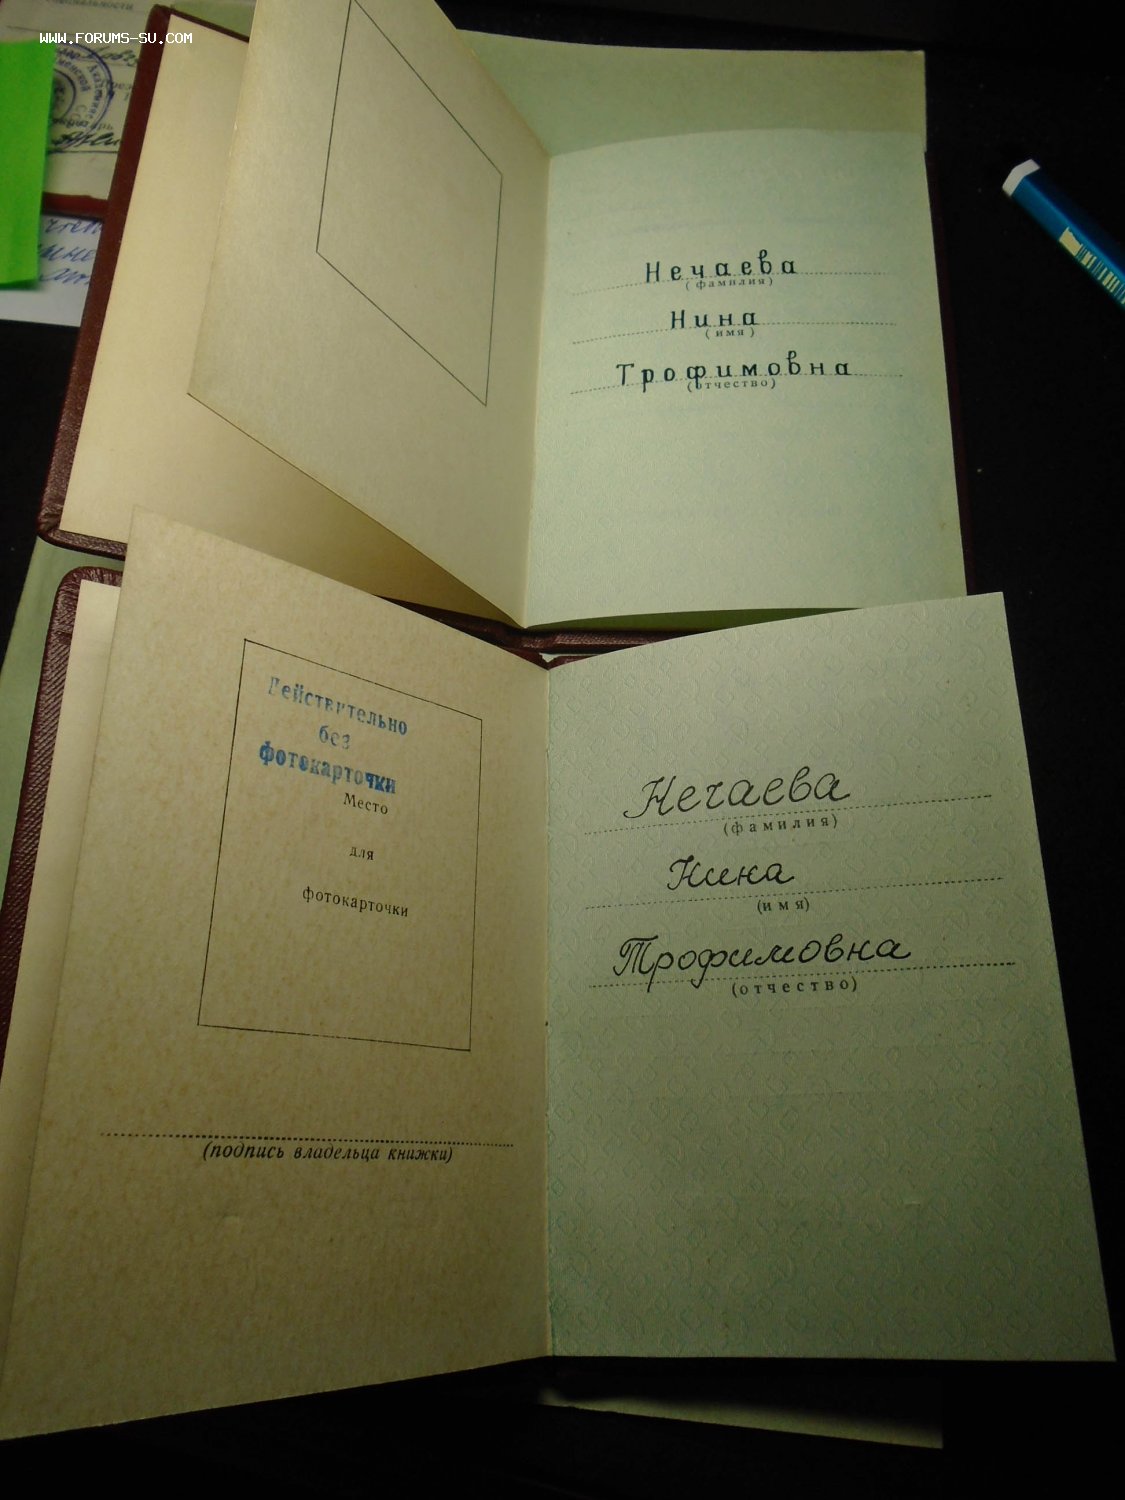 WWW.FORUMS-SU.COM
Нечаева
(фамилия)
Нина
(имя)
Трофимовна
(отчество)
Действительно
без
фотокарточки
Место
для
фотокарточки
(подпись владельца книжки)
Нечаева
(фамилия)
Нина
(имя)
Трофимовна
(отчество)